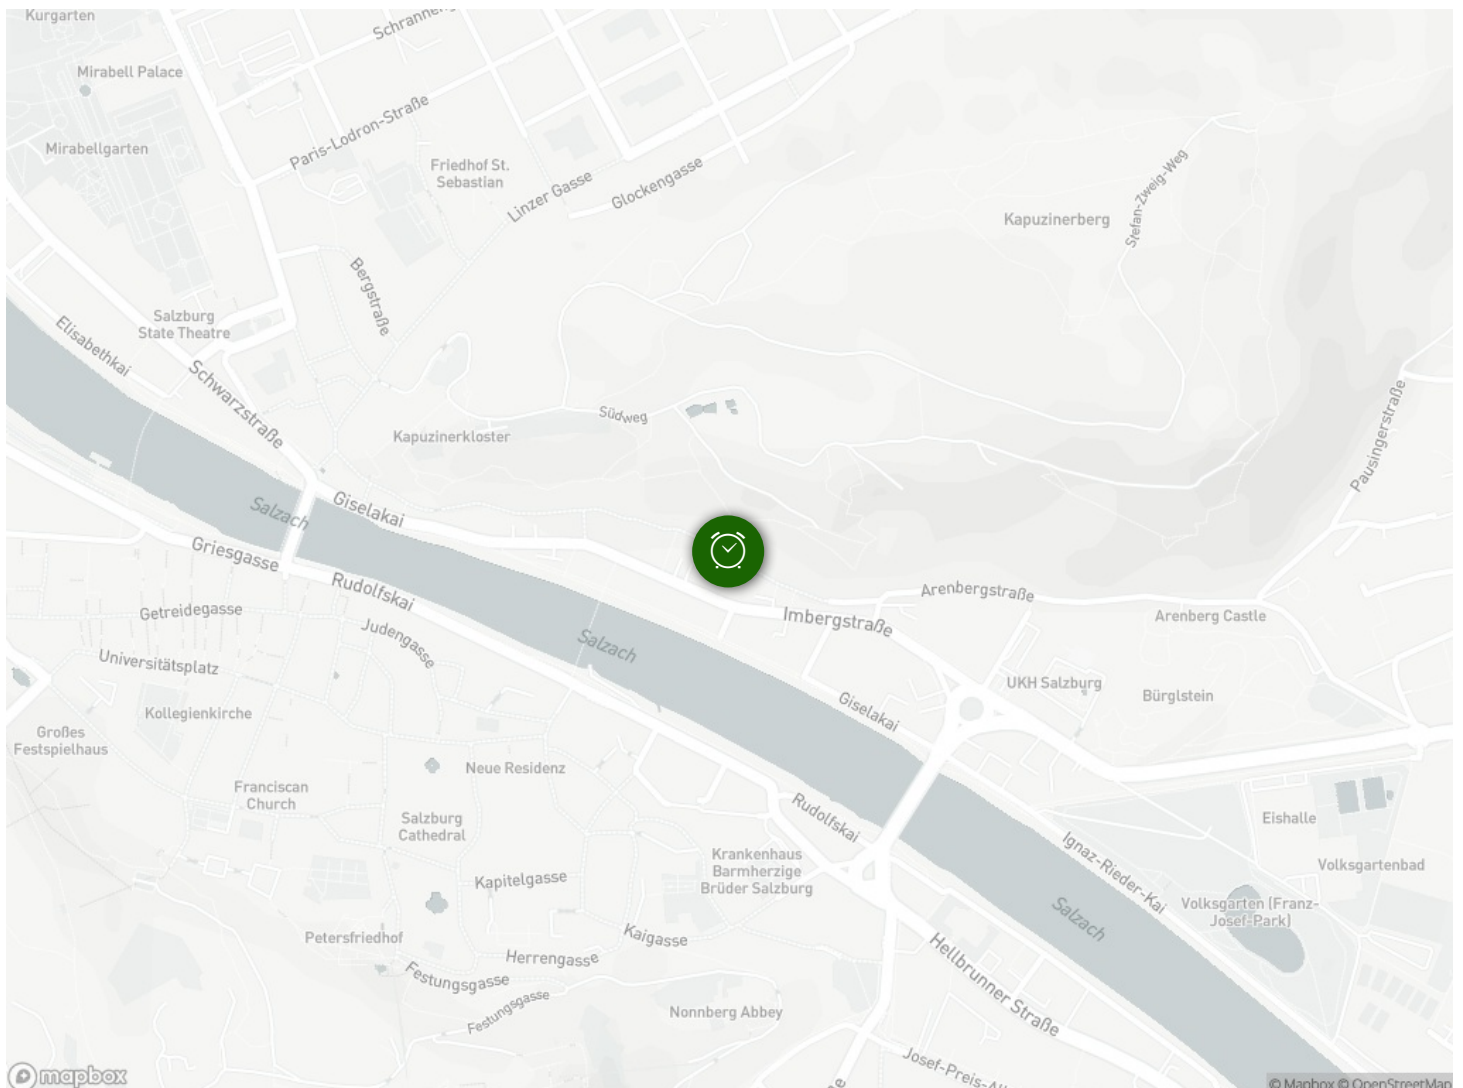 Kurgarten
Mirabell Palace
Paris-Lodron-Straße
Mirabellgarten
Friedhof St.
Sebastian
Linzer Gasse
Glockengasse
Kapuzinerberg
Stefan-Zweig-Weg
Bergstraße
Salzburg
State Theatre
Elisabethkai
Schwarzstraße
Südweg
Kapuzinerkloster
Pausingerstraße
Salzach
Giselakai
Griesgasse
Rudolfskai
Getreidegasse
Judengasse
Arenbergstraße
Imbergstraße
Arenberg Castle
Salzach
Universitätsplatz
UKH Salzburg
Bürglstein
Kollegienkirche
Giselakai
Großes
Festspielhaus
Neue Residenz
Franciscan
Church
Salzburg
Cathedral
Rudolfskai
Eishalle
Ignaz-Rieder-Kai
Krankenhaus
Barmherzige
Brüder Salzburg
Volksgartenbad
Kapitelgasse
Volksgarten (Franz-
Josef-Park)
Salzach
Petersfriedhof
Kaigasse
Herrengasse
Festungsgasse
Festungsgasse
Hellbrunner Straße
Nonnberg Abbey
mapbox
© Mapbox © OpenStreetMap